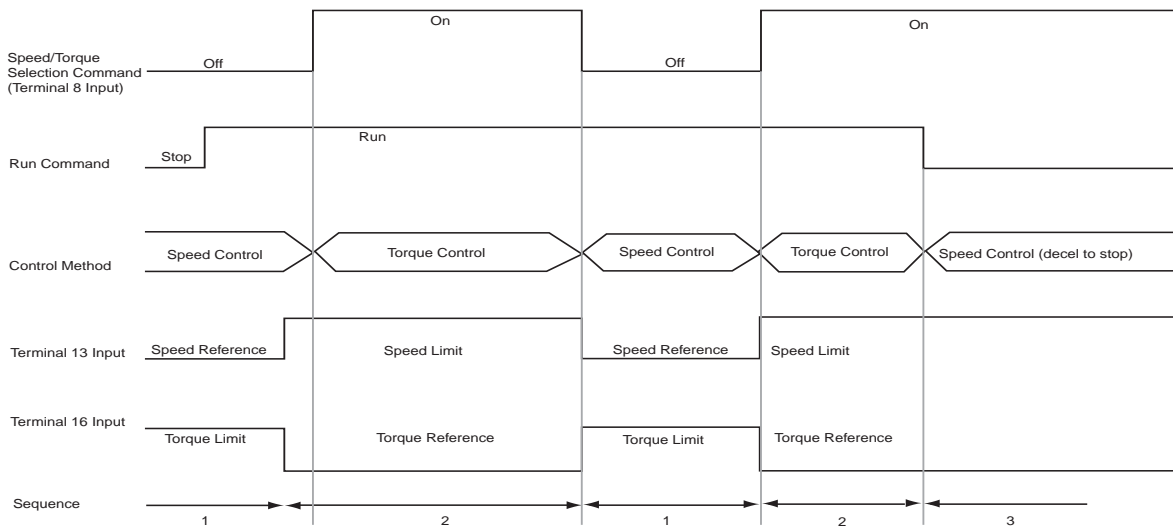 On
On
Speed/Torque
Selection Command
(Terminal 8 Input)
Off
Off
Run
Run Command
Stop
Control Method
Speed Control
Torque Control
Speed Control
Torque Control
Speed Control (decel to stop)
Terminal 13 Input
Speed Reference
Speed Limit
Speed Reference
Speed Limit
Terminal 16 Input
Torque Limit
Torque Reference
Torque Limit
Torque Reference
Sequence
1
2
1
2
3